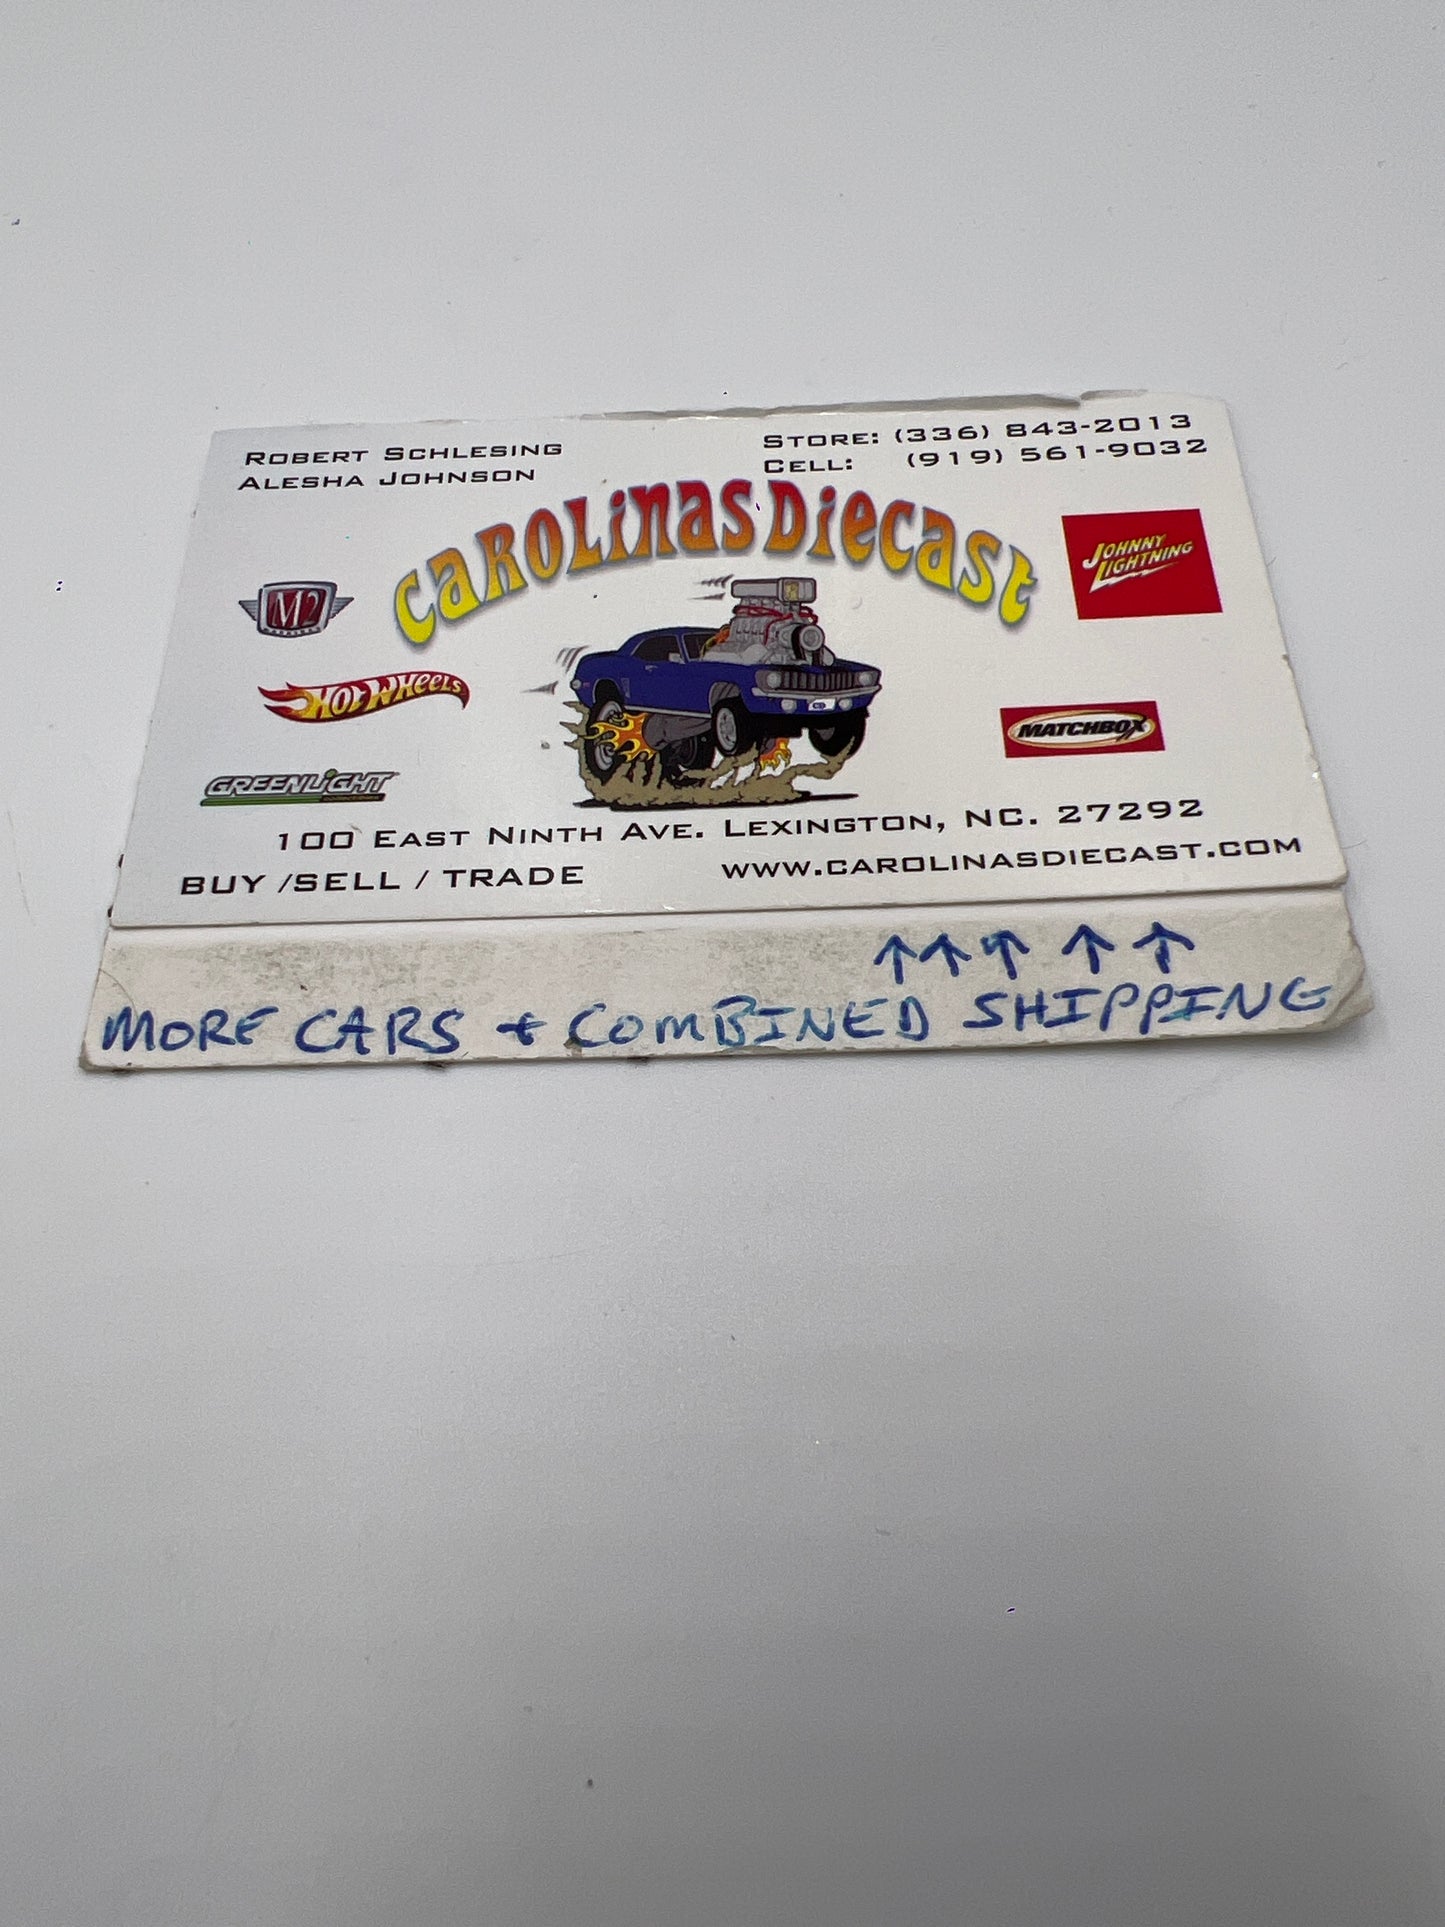 ROBERT SCHLESING
ALESHA JOHNSON
STORE: (336) 843-2013
CELL: (919) 561-9032
CAROLINAS DIECAST
M2
JOHNNY LIGHTNING
HOT WHEELS
MATCHBOX
CD
GREENLIGHT
100 EAST NINTH AVE. LEXINGTON, NC. 27292
BUY /SELL / TRADE
WWW.CAROLINASDIECAST.COM
↑↑↑ ↑ ↑
MORE CARS + COMBINED SHIPPING